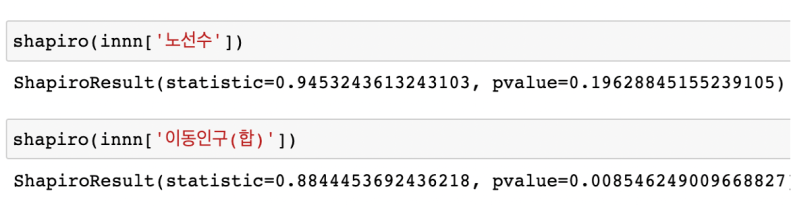 shapiro(innn['노선수'])
ShapiroResult(statistic=0.9453243613243103, pvalue=0.19628845155239105)
shapiro(innn['이동인구(합)'])
ShapiroResult(statistic=0.8844453692436218, pvalue=0.008546249009668827)